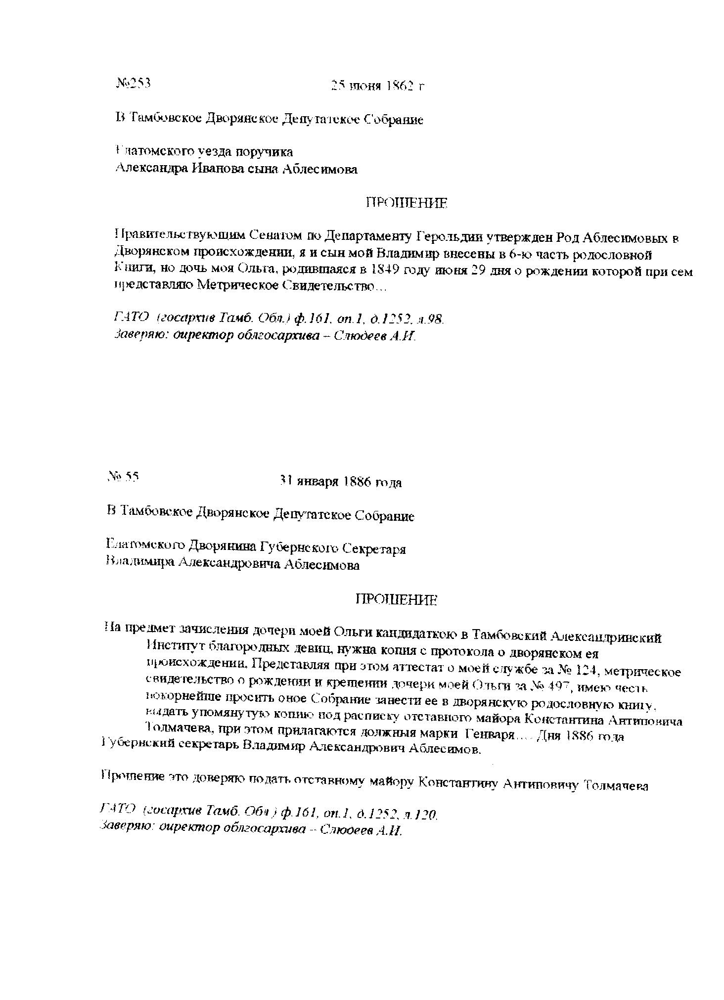 №253 25 июня 1862 г
В Тамбовское Дворянское Депутатское Собрание
Елатомского уезда поручика
Александра Иванова сына Аблесимова
ПРОШЕНИЕ
Правительствующим Сенатом по Департаменту Герольдии утвержден Род Аблесимовых в
Дворянском происхождении, я и сын мой Владимир внесены в 6-ю часть родословной
Книги, но дочь моя Ольга, родившаяся в 1849 году июня 29 дня о рождении которой при сем
представляю Метрическое Свидетельство...
ГАТО (госархив Тамб. Обл.) ф.161, оп.1, д.1252, л.98.
Заверяю: директор облгосархива – Слюдеев А.И.
№ 55 31 января 1886 года
В Тамбовское Дворянское Депутатское Собрание
Елатомского Дворянина Губернского Секретаря
Владимира Александровича Аблесимова
ПРОШЕНИЕ
На предмет зачисления дочери моей Ольги кандидаткою в Тамбовский Александринский
Институт благородных девиц, нужна копия с протокола о дворянском ея
происхождении. Представляя при этом аттестат о моей службе за № 124, метрическое
свидетельство о рождении и крещении дочери моей Ольги за № 497, имею честь
покорнейше просить оное Собрание занести ее в дворянскую родословную книгу,
выдать упомянутую копию под расписку отставного майора Константина Антиповича
Толмачева, при этом прилагаются должныя марки Генваря.... Дня 1886 года
Губернский секретарь Владимир Александрович Аблесимов.
Прошение это доверяю подать отставному майору Константину Антиповичу Толмачева
ГАТО (госархив Тамб. Обл.) ф.161, оп.1, д.1252, л.120.
Заверяю: директор облгосархива – Слюдеев А.И.